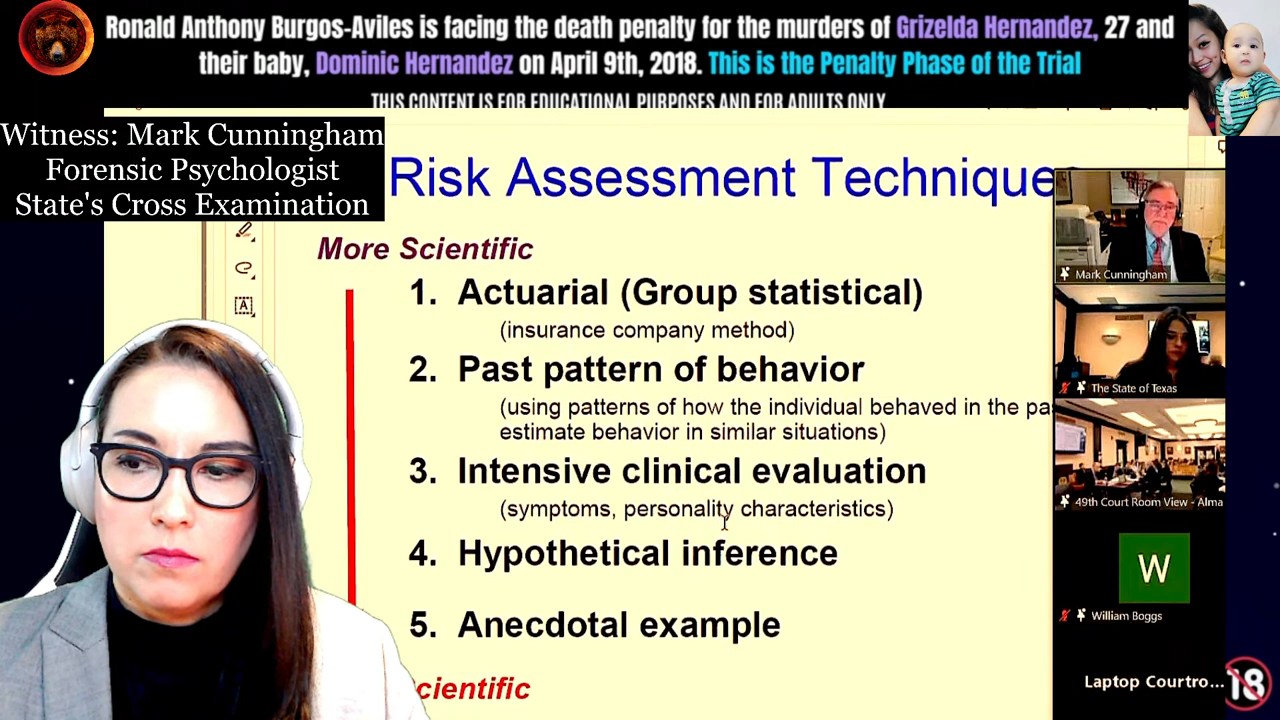 Ronald Anthony Burgos-Aviles is facing the death penalty for the murders of Grizelda Hernandez, 27 and
their baby, Dominic Hernandez on April 9th, 2018. This is the Penalty Phase of the Trial
THIS CONTENT IS FOR EDUCATIONAL PURPOSES AND FOR ADULTS ONLY
Witness: Mark Cunningham
Forensic Psychologist
State's Cross Examination
Risk Assessment Technique
More Scientific
1. Actuarial (Group statistical)
(insurance company method)
2. Past pattern of behavior
(using patterns of how the individual behaved in the pa
estimate behavior in similar situations)
3. Intensive clinical evaluation
(symptoms, personality characteristics)
4. Hypothetical inference
5. Anecdotal example
cientific
Mark Cunningham
The State of Texas
49th Court Room View - Alma
W
William Boggs
Laptop Courtro...
18